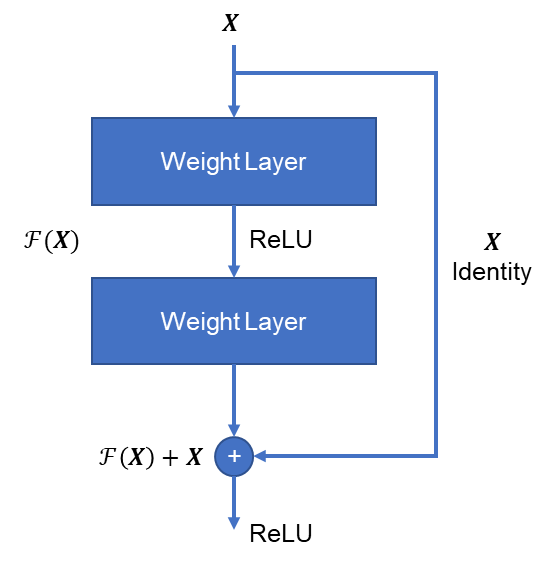 X
Weight Layer
ℱ(X)
ReLU
X
Identity
Weight Layer
ℱ(X) + X
+
ReLU